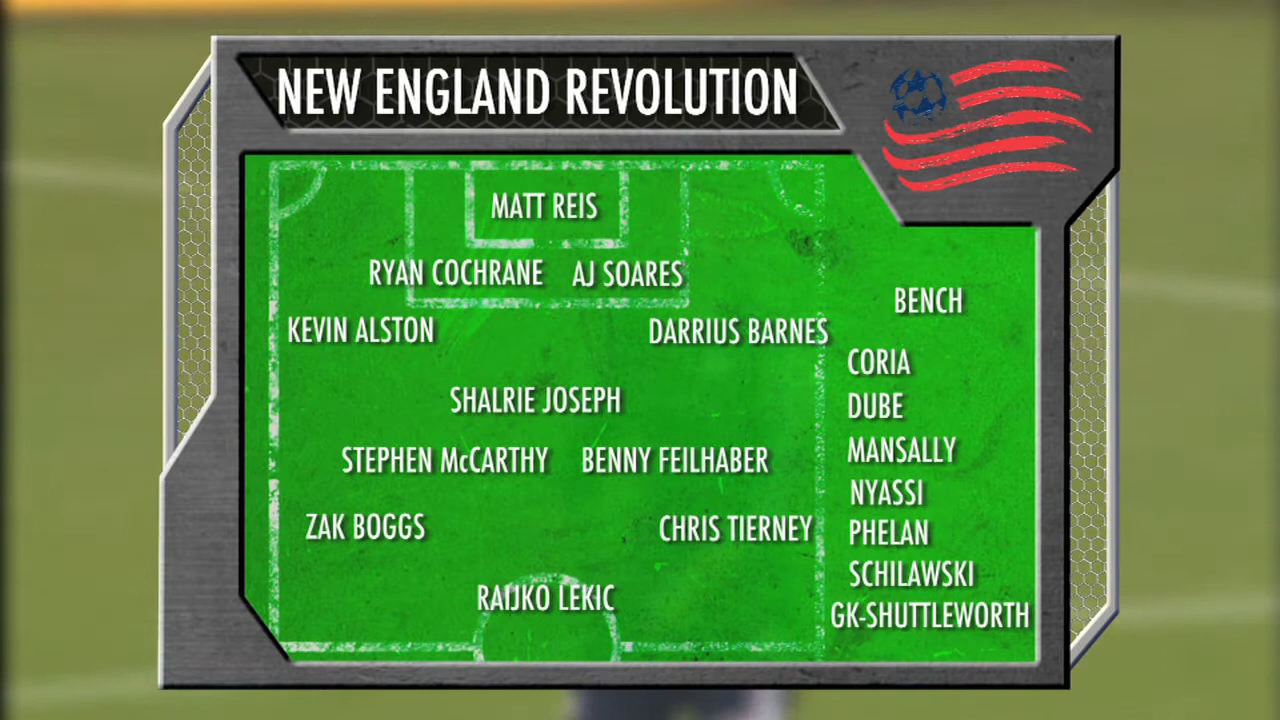 NEW ENGLAND REVOLUTION
MATT REIS
RYAN COCHRANE AJ SOARES
KEVIN ALSTON DARRIUS BARNES
SHALRIE JOSEPH
STEPHEN McCARTHY BENNY FEILHABER
ZAK BOGGS CHRIS TIERNEY
RAIJKO LEKIC
BENCH
CORIA
DUBE
MANSALLY
NYASSI
PHELAN
SCHILAWSKI
GK-SHUTTLEWORTH